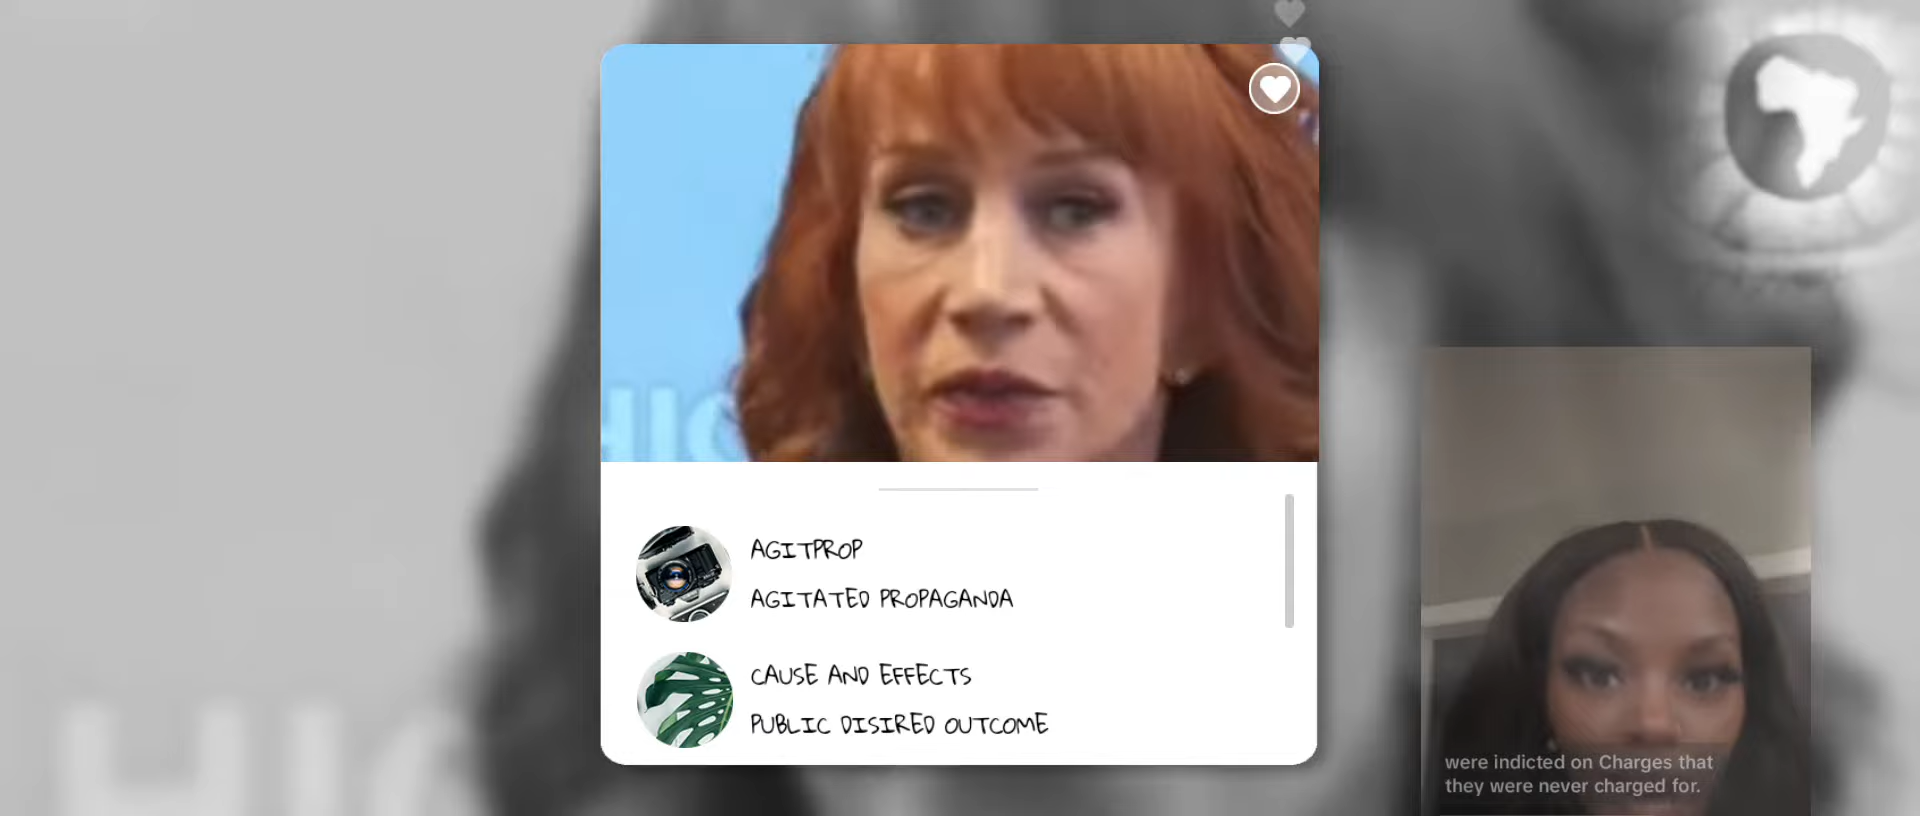 AGITPROP
AGITATED PROPAGANDA
CAUSE AND EFFECTS
PUBLIC DISIRED OUTCOME
were indicted on Charges that
they were never charged for.